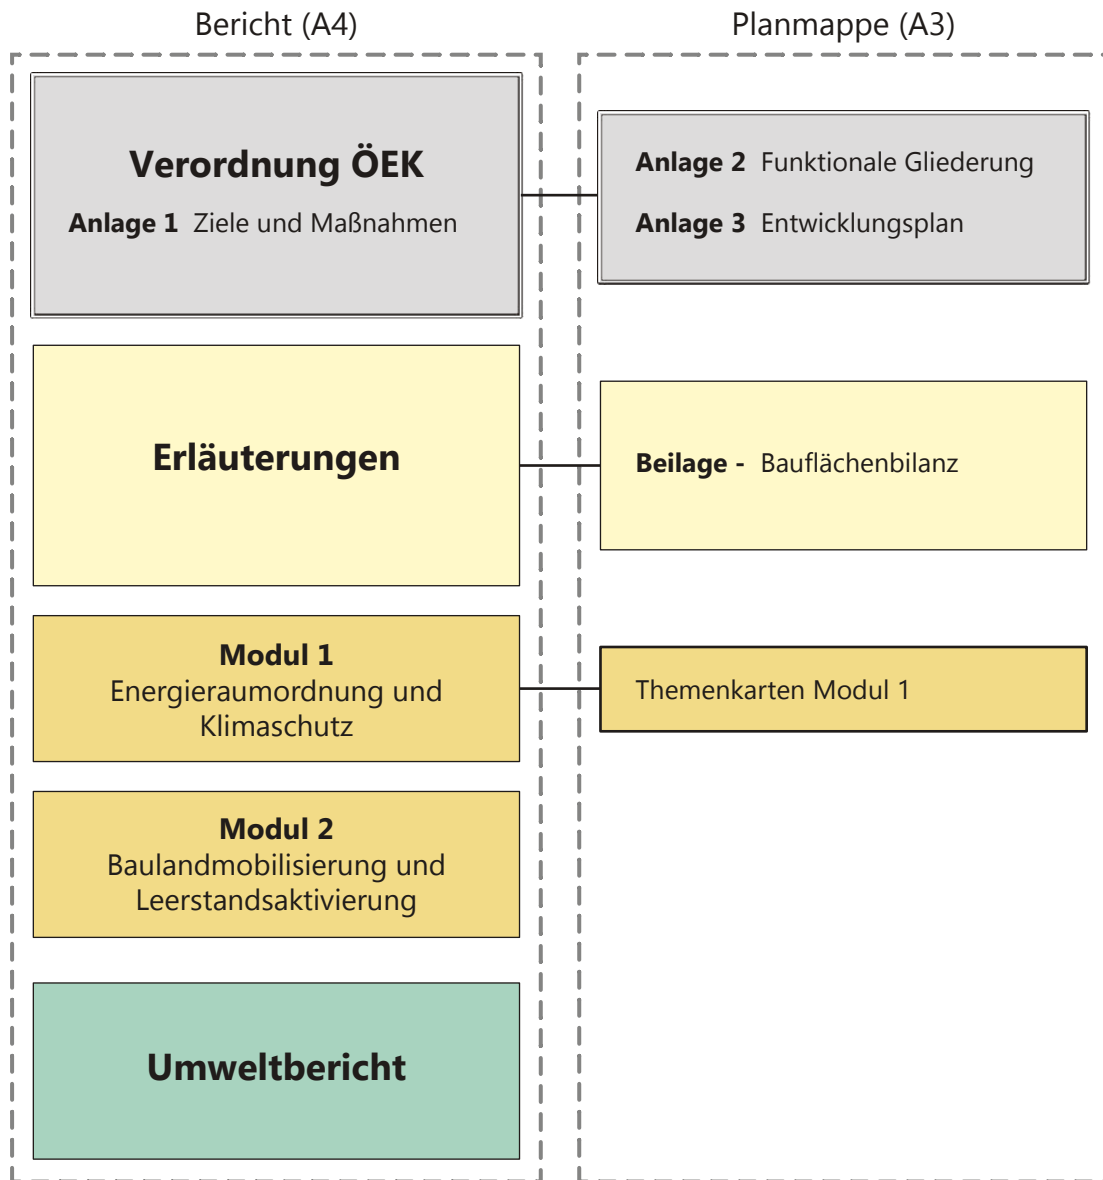 Bericht (A4)
Verordnung ÖEK
Anlage 1 Ziele und Maßnahmen
Erläuterungen
Modul 1
Energieraumordnung und
Klimaschutz
Modul 2
Baulandmobilisierung und
Leerstandsaktivierung
Umweltbericht
Planmappe (A3)
Anlage 2 Funktionale Gliederung
Anlage 3 Entwicklungsplan
Beilage - Bauflächenbilanz
Themenkarten Modul 1